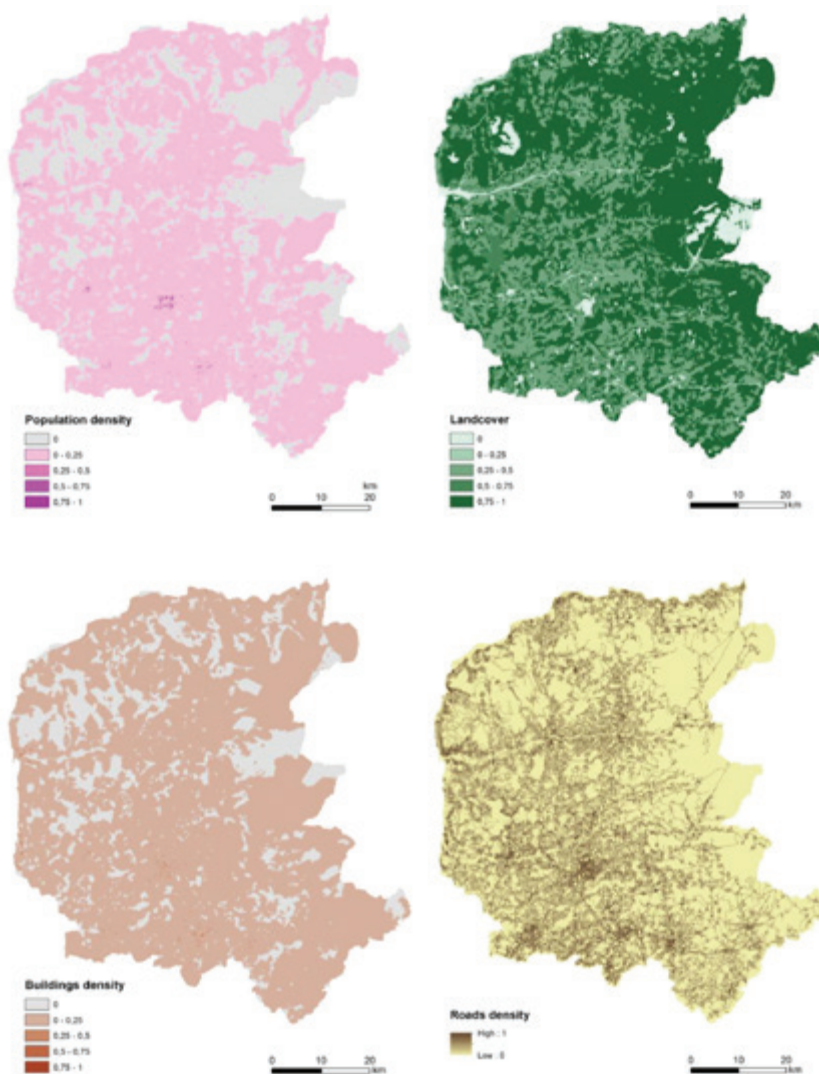 Population density
0
0 - 0,25
0,25 - 0,5
0,5 - 0,75
0,75 - 1
km
0 10 20
Landcover
0
0 - 0,25
0,25 - 0,5
0,5 - 0,75
0,75 - 1
0 10 20
km
Buildings density
0
0 - 0,25
0,25 - 0,5
0,5 - 0,75
0,75 - 1
0 10 20
km
Roads density
High : 1
Low : 0
0 10 20
km